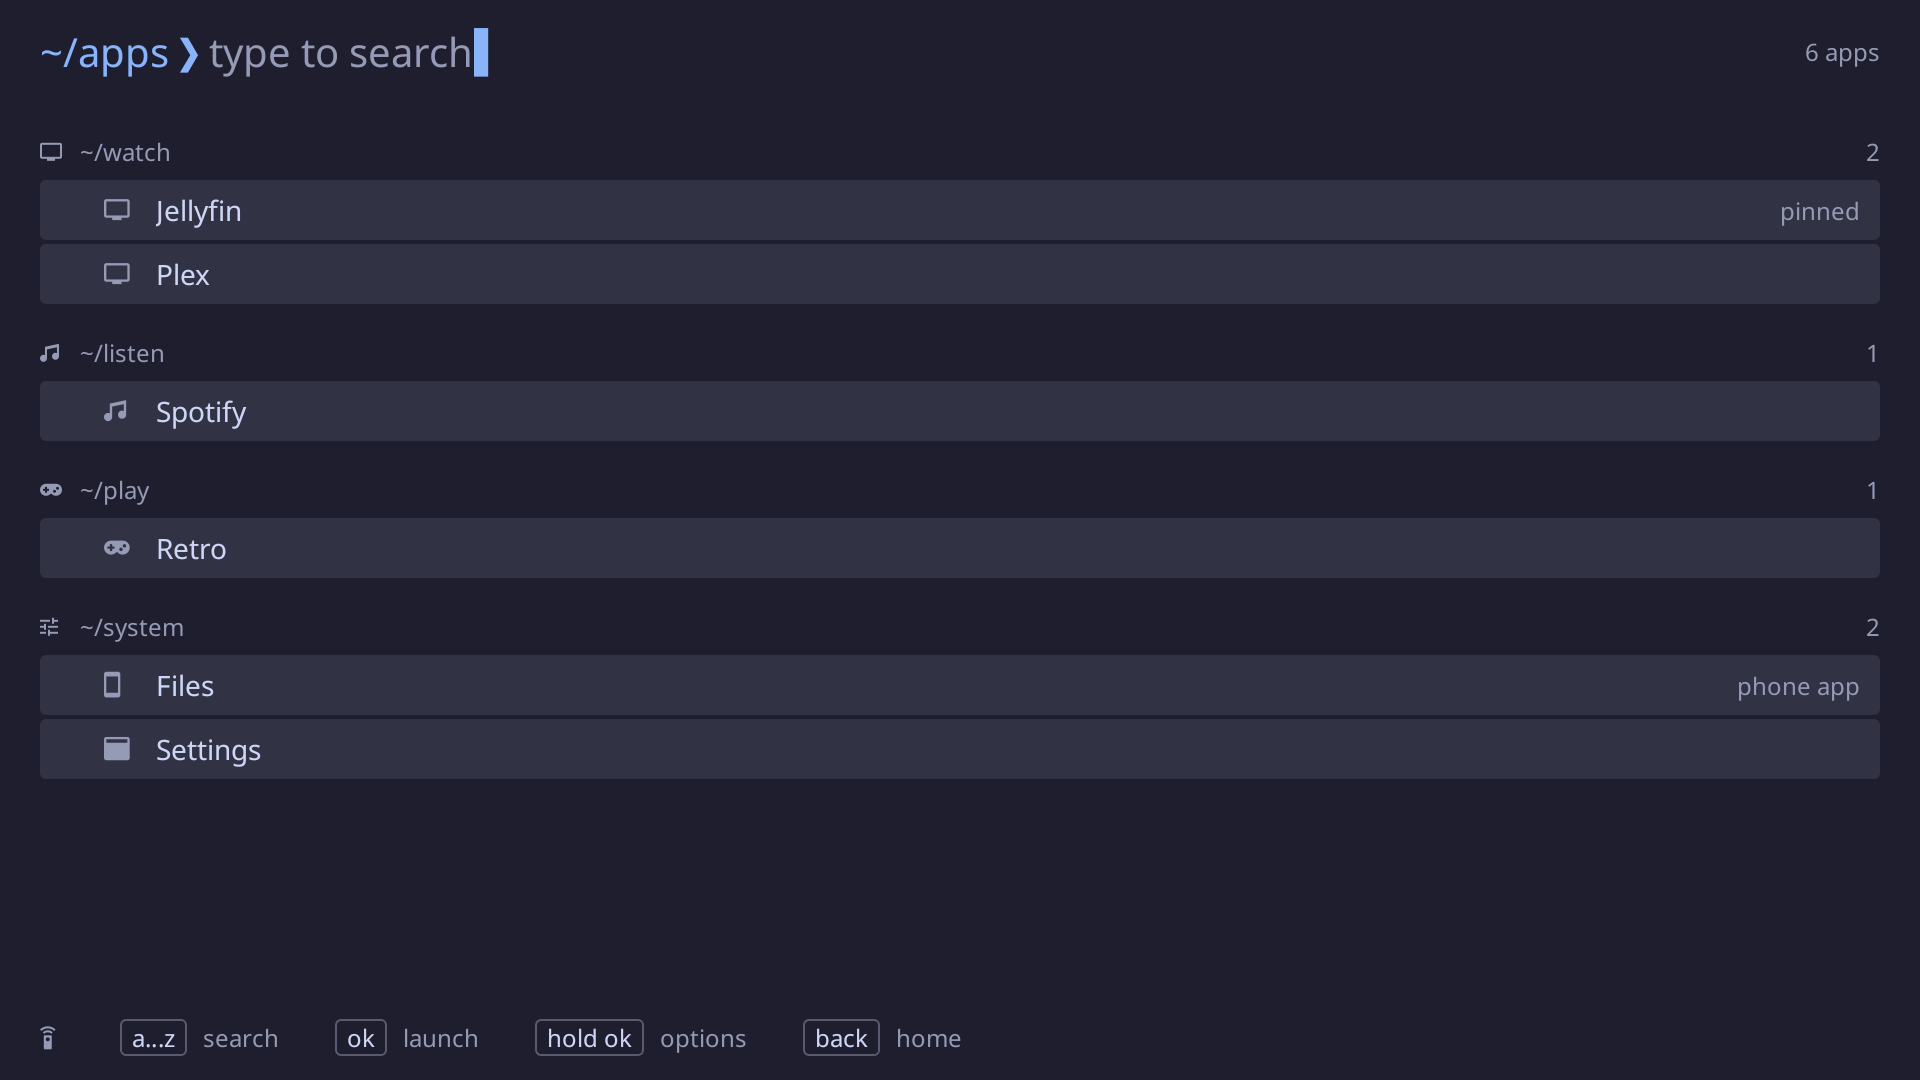 ~/apps ❯ type to search
6 apps
~/watch 2
Jellyfin pinned
Plex
~/listen 1
Spotify
~/play 1
Retro
~/system 2
Files phone app
Settings
a...z search ok launch hold ok options back home